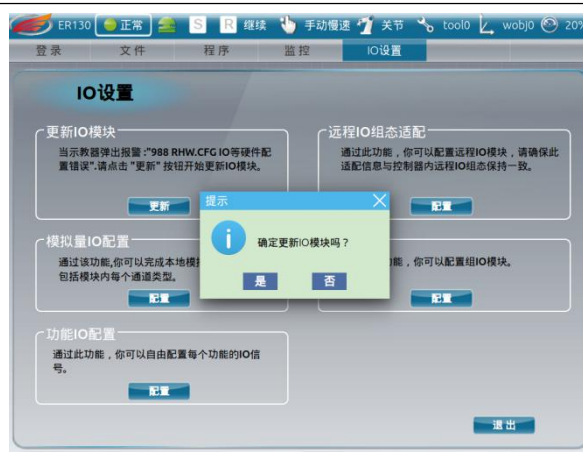 ER130 正常 S R 继续 手动慢速 关节 tool0 wobj0 20%
登录 文件 程序 监控 IO设置
IO设置
更新IO模块
当示教器弹出报警:"988 RHW.CFG IO等硬件配
置错误".请点击 "更新" 按钮开始更新IO模块。
更新
远程IO组态适配
通过此功能，你可以配置远程IO模块，请确保此
适配信息与控制器内远程IO组态保持一致。
配置
提示
确定更新IO模块吗？
是 否
模拟量IO配置
通过该功能,你可以完成本地模
包括模块内每个通道类型。
配置
能，你可以配置组IO模块。
配置
功能IO配置
通过此功能，你可以自由配置每个功能的IO信
号。
配置
退出